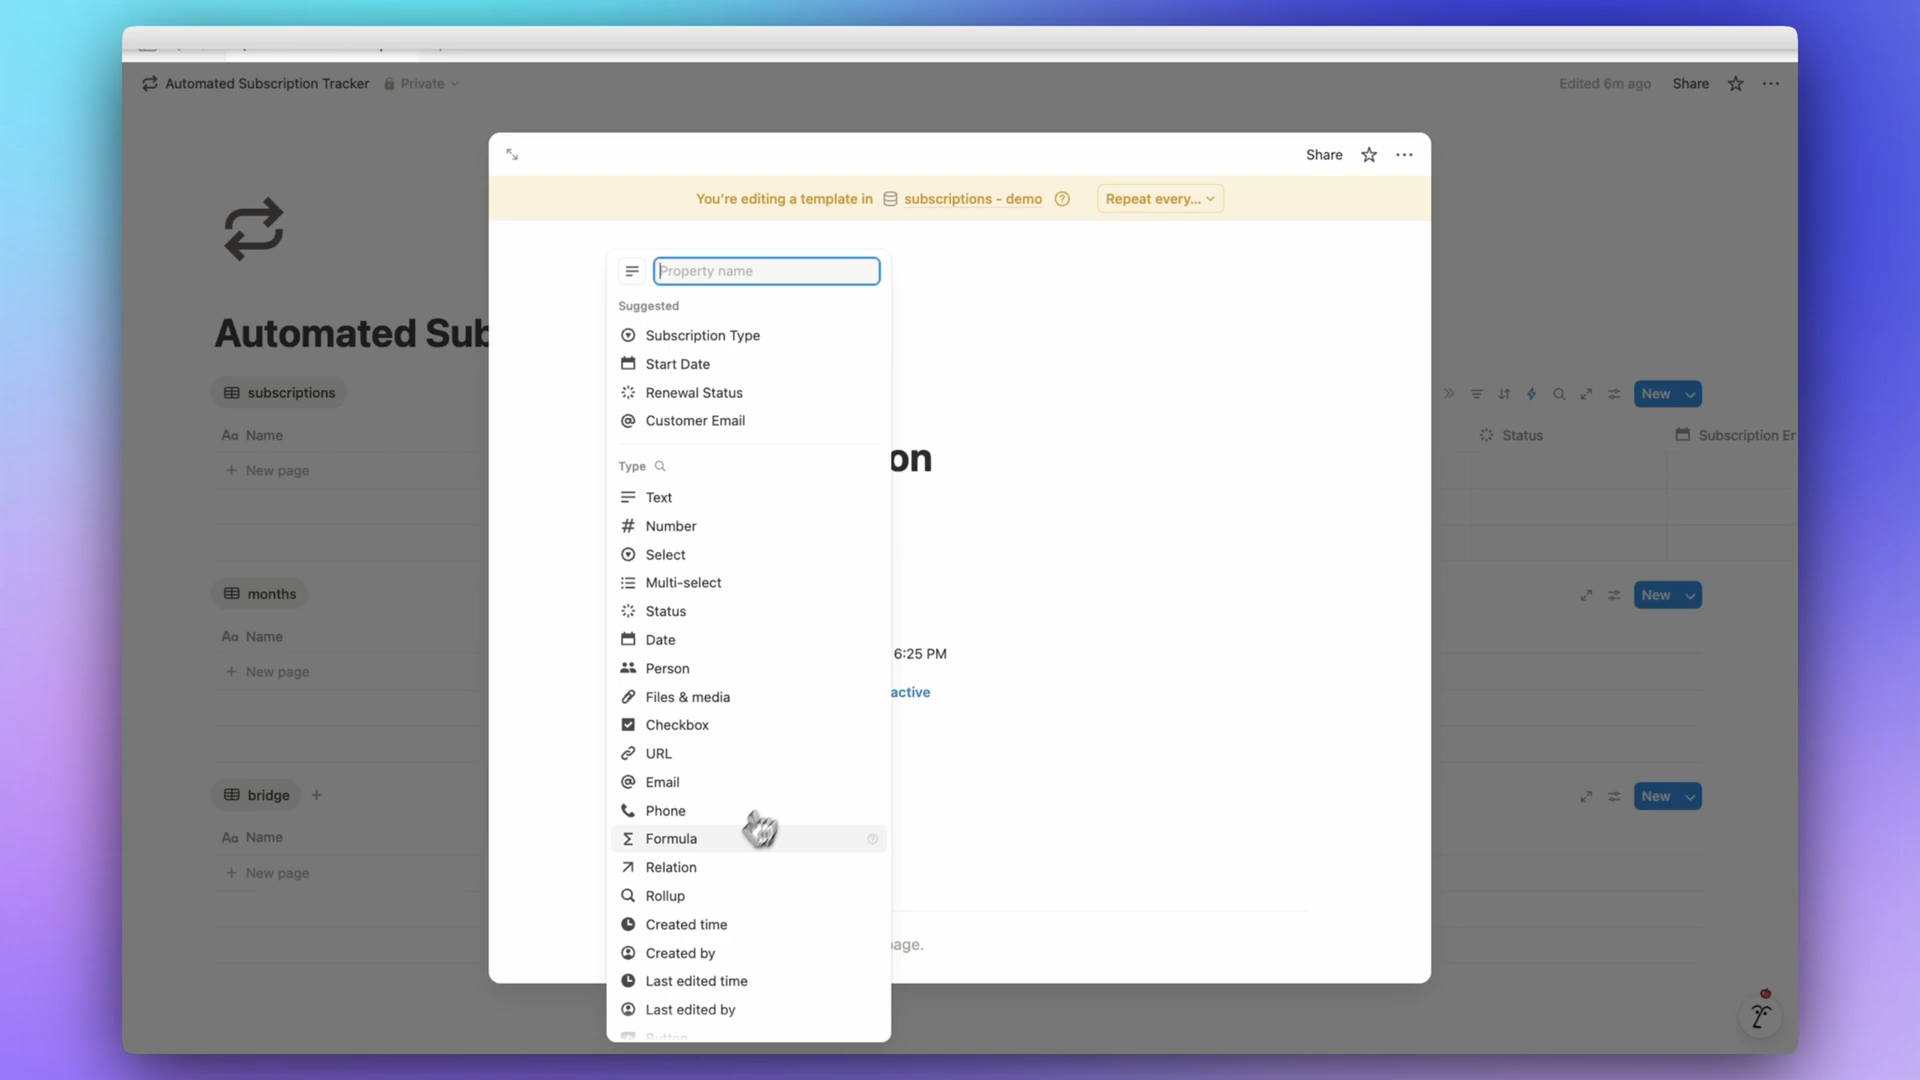 Automated Subscription Tracker Private
Edited 6m ago Share
Share
You're editing a template in subscriptions - demo Repeat every...
Property name
Suggested
Subscription Type
Automated Sub
Start Date
subscriptions
Renewal Status
New
Customer Email
Aa Name
Status Subscription Er
on
Type
New page
Text
Number
Select
Multi-select
months
New
Status
Aa Name
Date
6:25 PM
Person
New page
active
Files & media
Checkbox
URL
Email
bridge
New
Phone
Aa Name
Formula
Relation
New page
Rollup
Created time
page.
Created by
Last edited time
Last edited by
Button